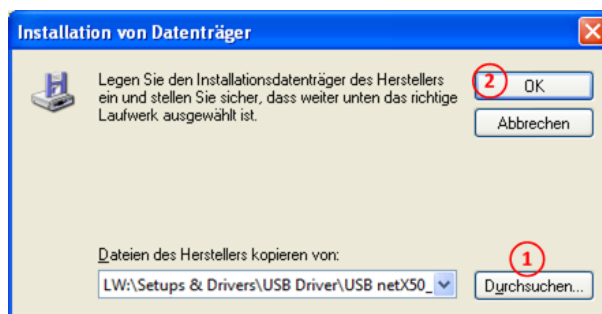 Installation von Datenträger
Legen Sie den Installationsdatenträger des Herstellers
ein und stellen Sie sicher, dass weiter unten das richtige
Laufwerk ausgewählt ist.
2
OK
Abbrechen
Dateien des Herstellers kopieren von:
LW:\Setups & Drivers\USB Driver\USB netX50_
1
Durchsuchen...